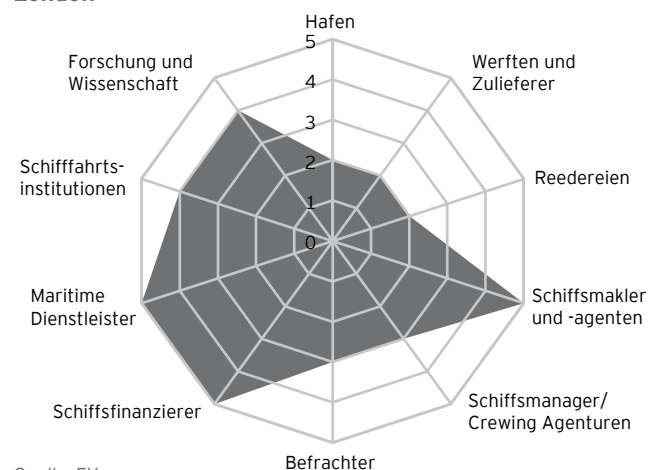 Hafen
5
4
3
2
1
0
Werften und
Zulieferer
Reedereien
Schiffsmakler
und -agenten
Schiffsmanager/
Crewing Agenturen
Befrachter
Schiffsfinanzierer
Maritime
Dienstleister
Schifffahrts-
institutionen
Forschung und
Wissenschaft